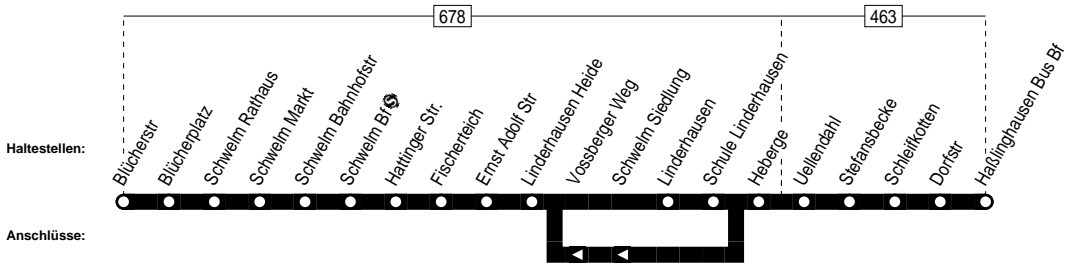 678
463
Haltestellen:
Blücherstr
Blücherplatz
Schwelm Rathaus
Schwelm Markt
Schwelm Bahnhofstr
Schwelm Bf S
Hattinger Str.
Fischerteich
Ernst Adolf Str
Linderhausen Heide
Vossberger Weg
Schwelm Siedlung
Linderhausen
Schule Linderhausen
Heberge
Uellendahl
Stefansbecke
Schleifkotten
Dorfstr
Haßlinghausen Bus Bf
Anschlüsse: